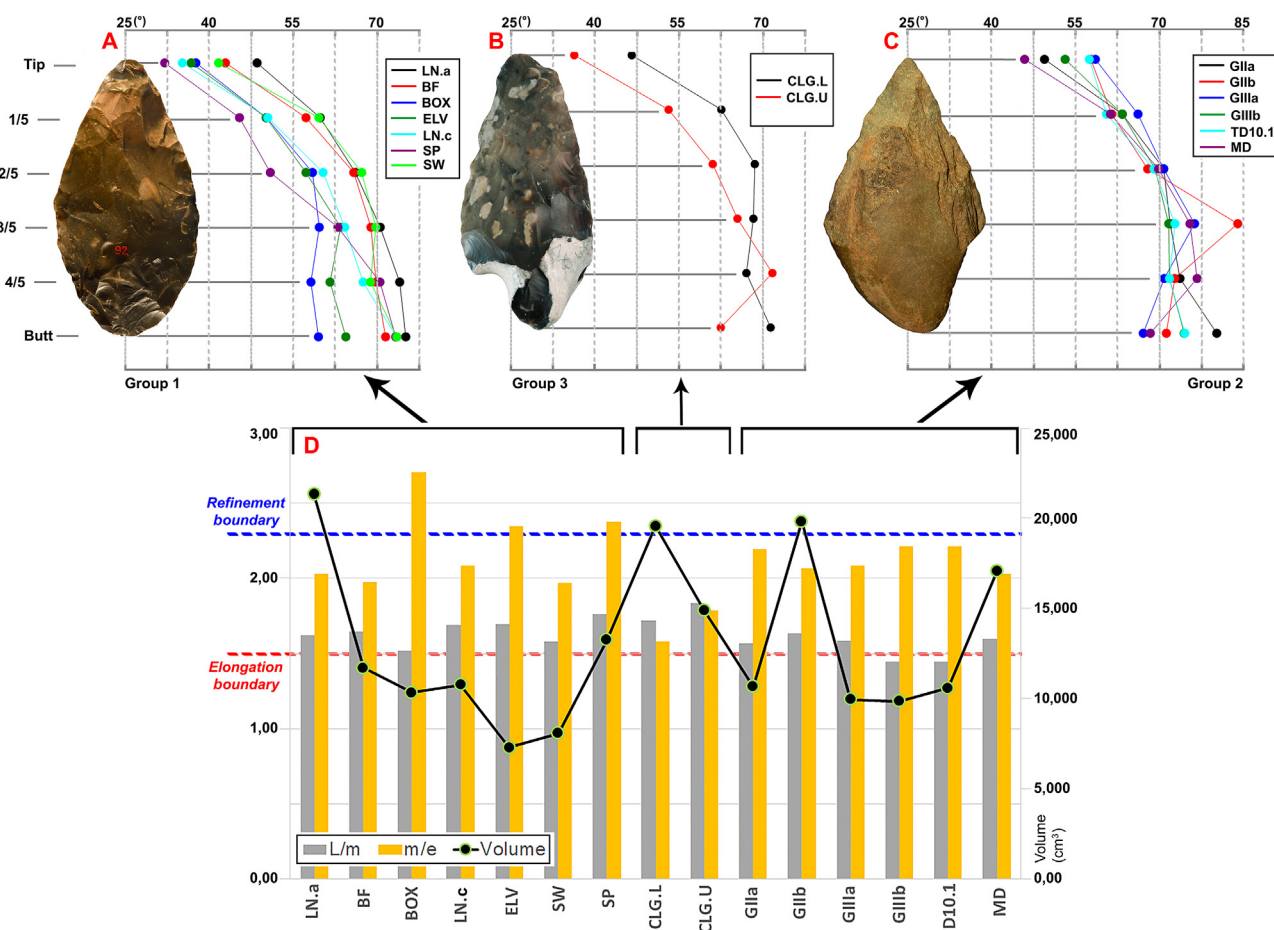 25(°) 40 55 70
25(°) 40 55 70
25(°) 40 55 70 85
A
B
C
Tip
1/5
2/5
3/5
4/5
Butt
92
LN.a
BF
BOX
ELV
LN.c
SP
SW
CLG.L
CLG.U
GIIa
GIIb
GIIIa
GIIIb
TD10.1
MD
Group 1
Group 3
Group 2
D
3,00
2,00
1,00
0,00
Refinement
boundary
Elongation
boundary
25,000
20,000
15,000
10,000
5,000
0,00
Volume
(cm³)
L/m m/e Volume
LN.a
BF
BOX
LN.c
ELV
SW
SP
CLG.L
CLG.U
GIIa
GIIb
GIIIa
GIIIb
D10.1
MD